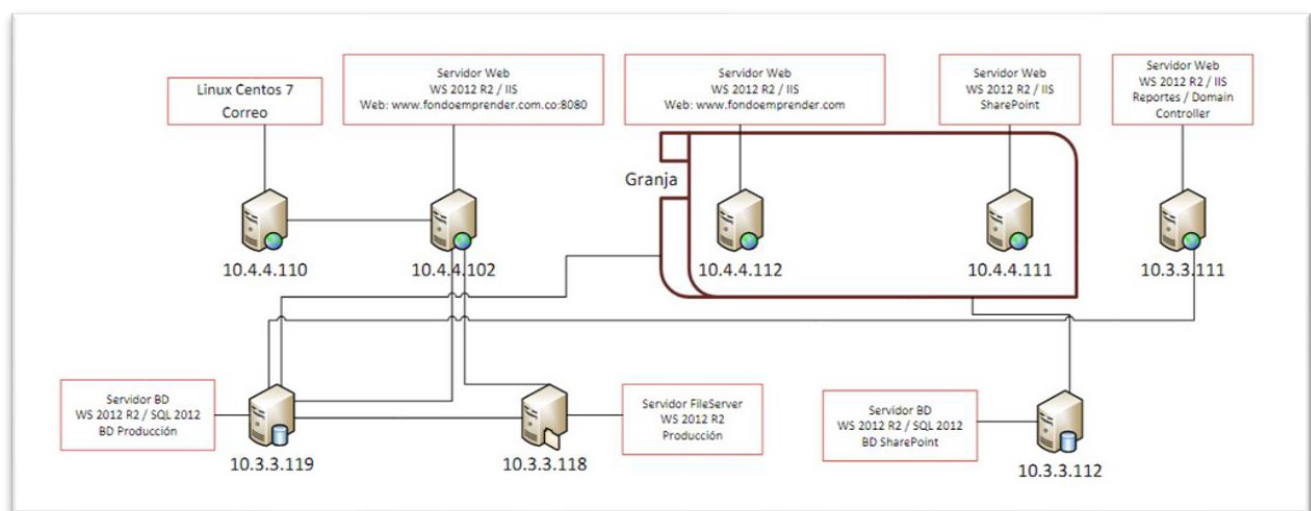 Linux Centos 7
Correo
Servidor Web
WS 2012 R2 / IIS
Web: www.fondoemprender.com.co:8080
Servidor Web
WS 2012 R2 / IIS
Web: www.fondoemprender.com
Servidor Web
WS 2012 R2 / IIS
SharePoint
Servidor Web
WS 2012 R2 / IIS
Reportes / Domain
Controller
Granja
10.4.4.110
10.4.4.102
10.4.4.112
10.4.4.111
10.3.3.111
Servidor BD
WS 2012 R2 / SQL 2012
BD Producción
10.3.3.119
10.3.3.118
Servidor FileServer
WS 2012 R2
Producción
Servidor BD
WS 2012 R2 / SQL 2012
BD SharePoint
10.3.3.112